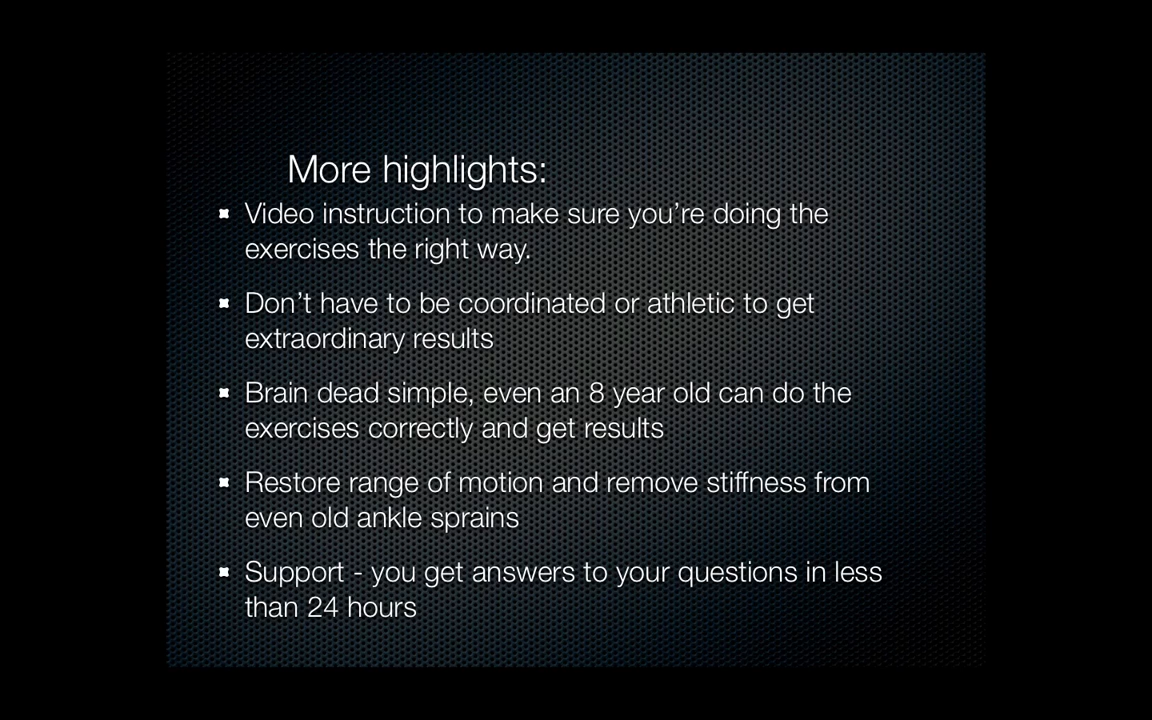 More highlights:
Video instruction to make sure you’re doing the
exercises the right way.
Don’t have to be coordinated or athletic to get
extraordinary results
Brain dead simple, even an 8 year old can do the
exercises correctly and get results
Restore range of motion and remove stiffness from
even old ankle sprains
Support - you get answers to your questions in less
than 24 hours